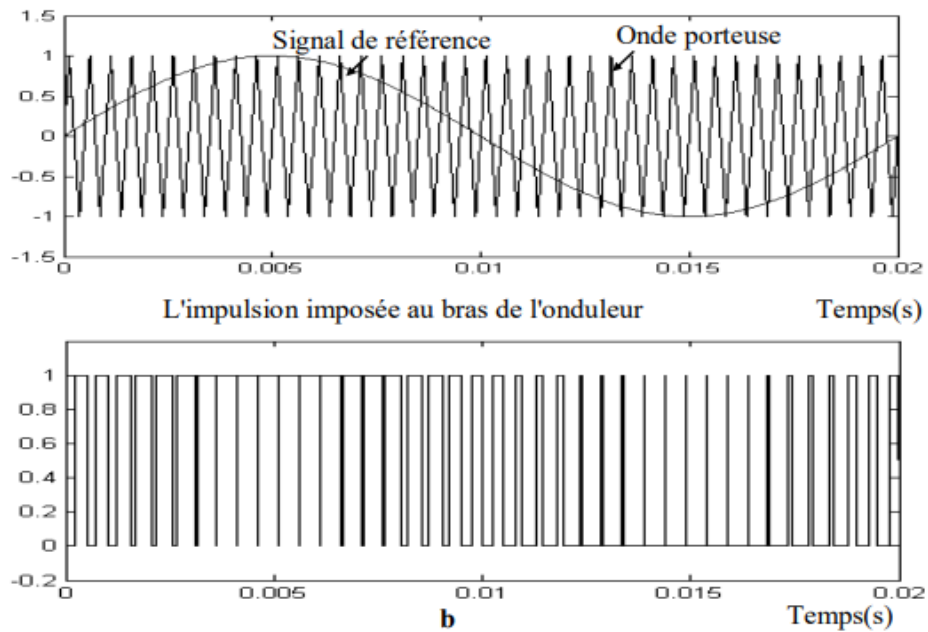 1.5
Signal de référence
Onde porteuse
1
0.5
0
-0.5
-1
-1.5
0 0.005 0.01 0.015 0.02
L'impulsion imposée au bras de l'onduleur
Temps(s)
1
0.8
0.6
0.4
0.2
0
-0.2
0 0.005 0.01 0.015 0.02
b
Temps(s)